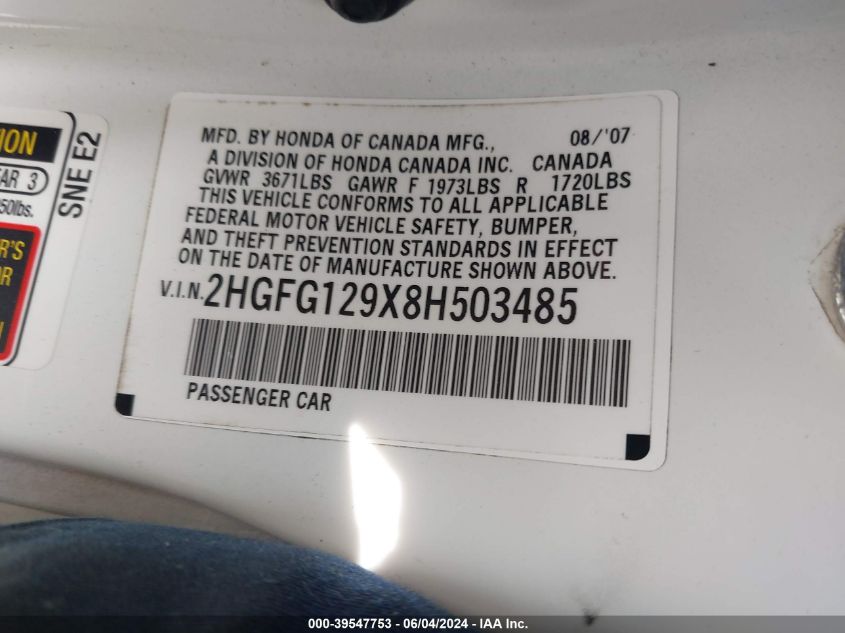 MFD. BY HONDA OF CANADA MFG., 08/'07
A DIVISION OF HONDA CANADA INC. CANADA
GVWR 3671LBS GAWR F 1973LBS R 1720LBS
THIS VEHICLE CONFORMS TO ALL APPLICABLE
FEDERAL MOTOR VEHICLE SAFETY, BUMPER,
AND THEFT PREVENTION STANDARDS IN EFFECT
ON THE DATE OF MANUFACTURE SHOWN ABOVE.
V.I.N. 2HGFG129X8H503485
PASSENGER CAR
SNE E2
3
50lbs.
000-39547753 - 06/04/2024 - IAA Inc.